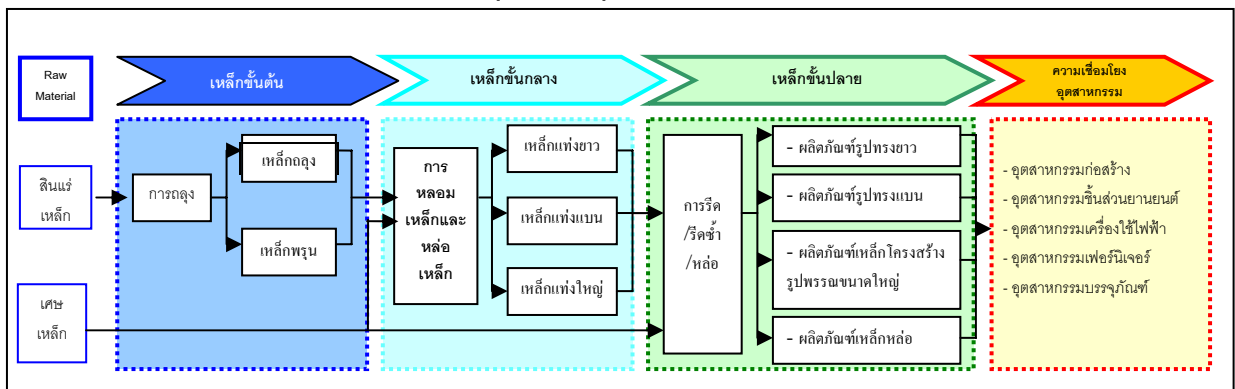 Raw
Material
เหล็กขั้นต้น
เหล็กขั้นกลาง
เหล็กขั้นปลาย
ความเชื่อมโยง
อุตสาหกรรม
สินแร่
เหล็ก
เศษ
เหล็ก
การถลุง
เหล็กถลุง
เหล็กพรุน
การ
หลอม
เหล็กและ
หล่อ
เหล็ก
เหล็กแท่งยาว
เหล็กแท่งแบน
เหล็กแท่งใหญ่
การรีด
/รีดซ้ำ
/หล่อ
- ผลิตภัณฑ์รูปทรงยาว
- ผลิตภัณฑ์รูปทรงแบน
- ผลิตภัณฑ์เหล็กโครงสร้าง
รูปพรรณขนาดใหญ่
- ผลิตภัณฑ์เหล็กหล่อ
- อุตสาหกรรมก่อสร้าง
- อุตสาหกรรมชิ้นส่วนยานยนต์
- อุตสาหกรรมเครื่องใช้ไฟฟ้า
- อุตสาหกรรมเฟอร์นิเจอร์
- อุตสาหกรรมบรรจุภัณฑ์